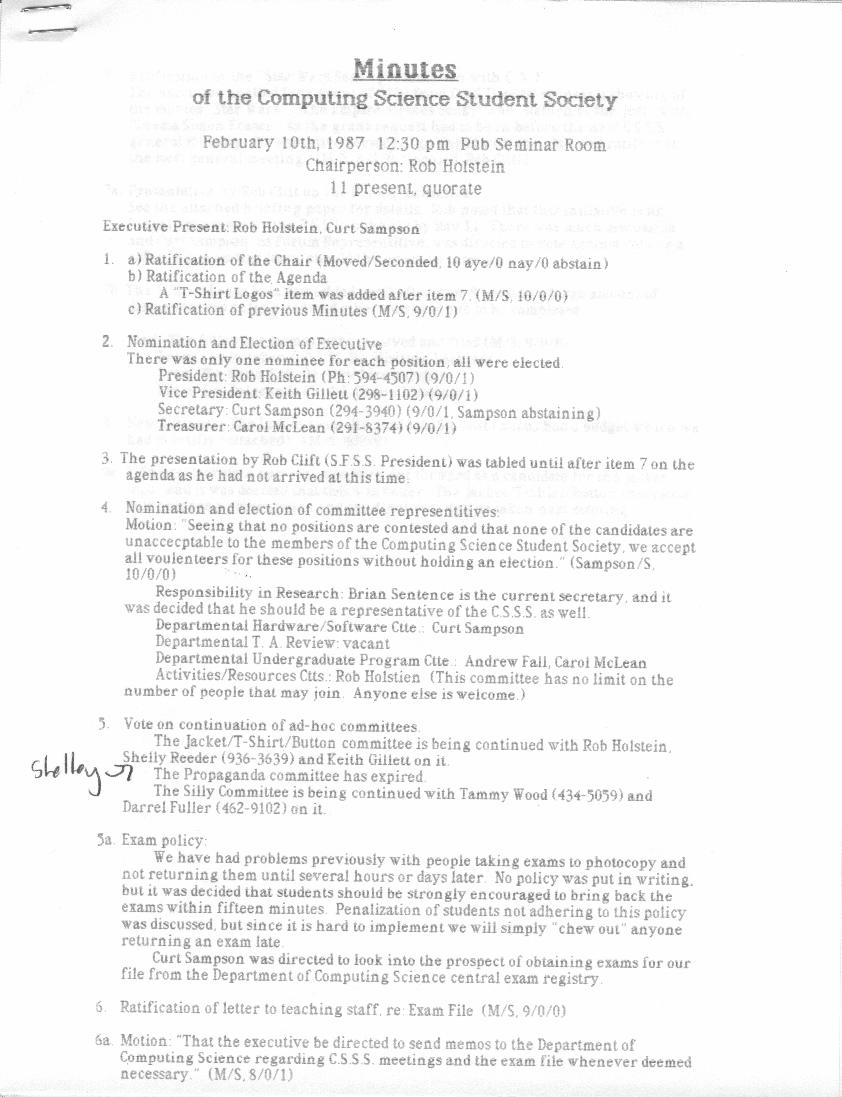 Minutes
of the Computing Science Student Society
February 10th, 1987 12:30 pm Pub Seminar Room
Chairperson: Rob Holstein
11 present, quorate
Executive Present: Rob Holstein, Curt Sampson
1. a) Ratification of the Chair (Moved/Seconded, 10 aye/0 nay/0 abstain)
b) Ratification of the Agenda
A "T-Shirt Logos" item was added after item 7. (M/S, 10/0/0)
c) Ratification of previous Minutes (M/S, 9/0/1)
2. Nomination and Election of Executive
There was only one nominee for each position, all were elected.
President: Rob Holstein (Ph: 594-4507) (9/0/1)
Vice President: Keith Gillett (298-1102) (9/0/1)
Secretary: Curt Sampson (294-3940) (9/0/1, Sampson abstaining)
Treasurer: Carol McLean (291-8374) (9/0/1)
3. The presentation by Rob Clift (S.F.S.S. President) was tabled until after item 7 on the
agenda as he had not arrived at this time.
4. Nomination and election of committee representitives:
Motion: "Seeing that no positions are contested and that none of the candidates are
unaccecptable to the members of the Computing Science Student Society, we accept
all voulenteers for these positions without holding an election." (Sampson/S,
10/0/0)
Responsibility in Research: Brian Sentence is the current secretary, and it
was decided that he should be a representative of the C.S.S.S. as well.
Departmental Hardware/Software Ctte.: Curt Sampson
Departmental T. A. Review: vacant
Departmental Undergraduate Program Ctte.: Andrew Fall, Carol McLean
Activities/Resources Ctts.: Rob Holstien (This committee has no limit on the
number of people that may join. Anyone else is welcome.)
5. Vote on continuation of ad-hoc committees.
The Jacket/T-Shirt/Button committee is being continued with Rob Holstein,
Shelly Reeder (936-3639) and Keith Gillett on it.
Shelley
The Propaganda committee has expired.
The Silly Committee is being continued with Tammy Wood (434-5059) and
Darrel Fuller (462-9102) on it.
5a. Exam policy:
We have had problems previously with people taking exams to photocopy and
not returning them until several hours or days later. No policy was put in writing,
but it was decided that students should be strongly encouraged to bring back the
exams within fifteen minutes. Penalization of students not adhering to this policy
was discussed, but since it is hard to implement we will simply "chew out" anyone
returning an exam late.
Curt Sampson was directed to look into the prospect of obtaining exams for our
file from the Department of Computing Science central exam registry.
6. Ratification of letter to teaching staff, re: Exam File (M/S, 9/0/0)
6a. Motion: "That the executive be directed to send memos to the Department of
Computing Science regarding C.S.S.S. meetings and the exam file whenever deemed
necessary." (M/S, 8/0/1)